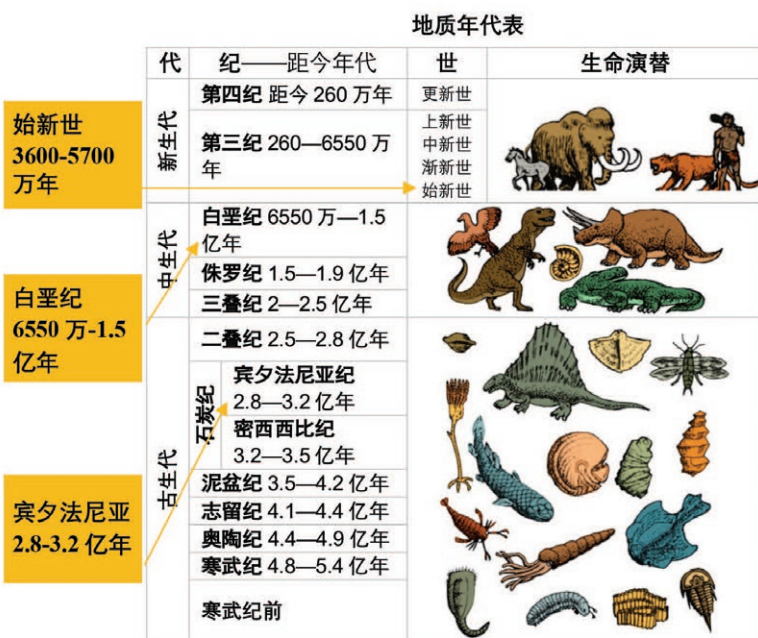 地质年代表
代 纪——距今年代 世 生命演替
始新世
3600-5700
万年
白垩纪
6550 万-1.5
亿年
宾夕法尼亚
2.8-3.2 亿年
新生代
第四纪 距今 260 万年
更新世
第三纪 260—6550 万
年
上新世
中新世
渐新世
始新世
中生代
白垩纪 6550 万—1.5
亿年
侏罗纪 1.5—1.9 亿年
三叠纪 2—2.5 亿年
古生代
二叠纪 2.5—2.8 亿年
石炭纪
宾夕法尼亚纪
2.8—3.2 亿年
密西西比纪
3.2—3.5 亿年
泥盆纪 3.5—4.2 亿年
志留纪 4.1—4.4 亿年
奥陶纪 4.4—4.9 亿年
寒武纪 4.8—5.4 亿年
寒武纪前